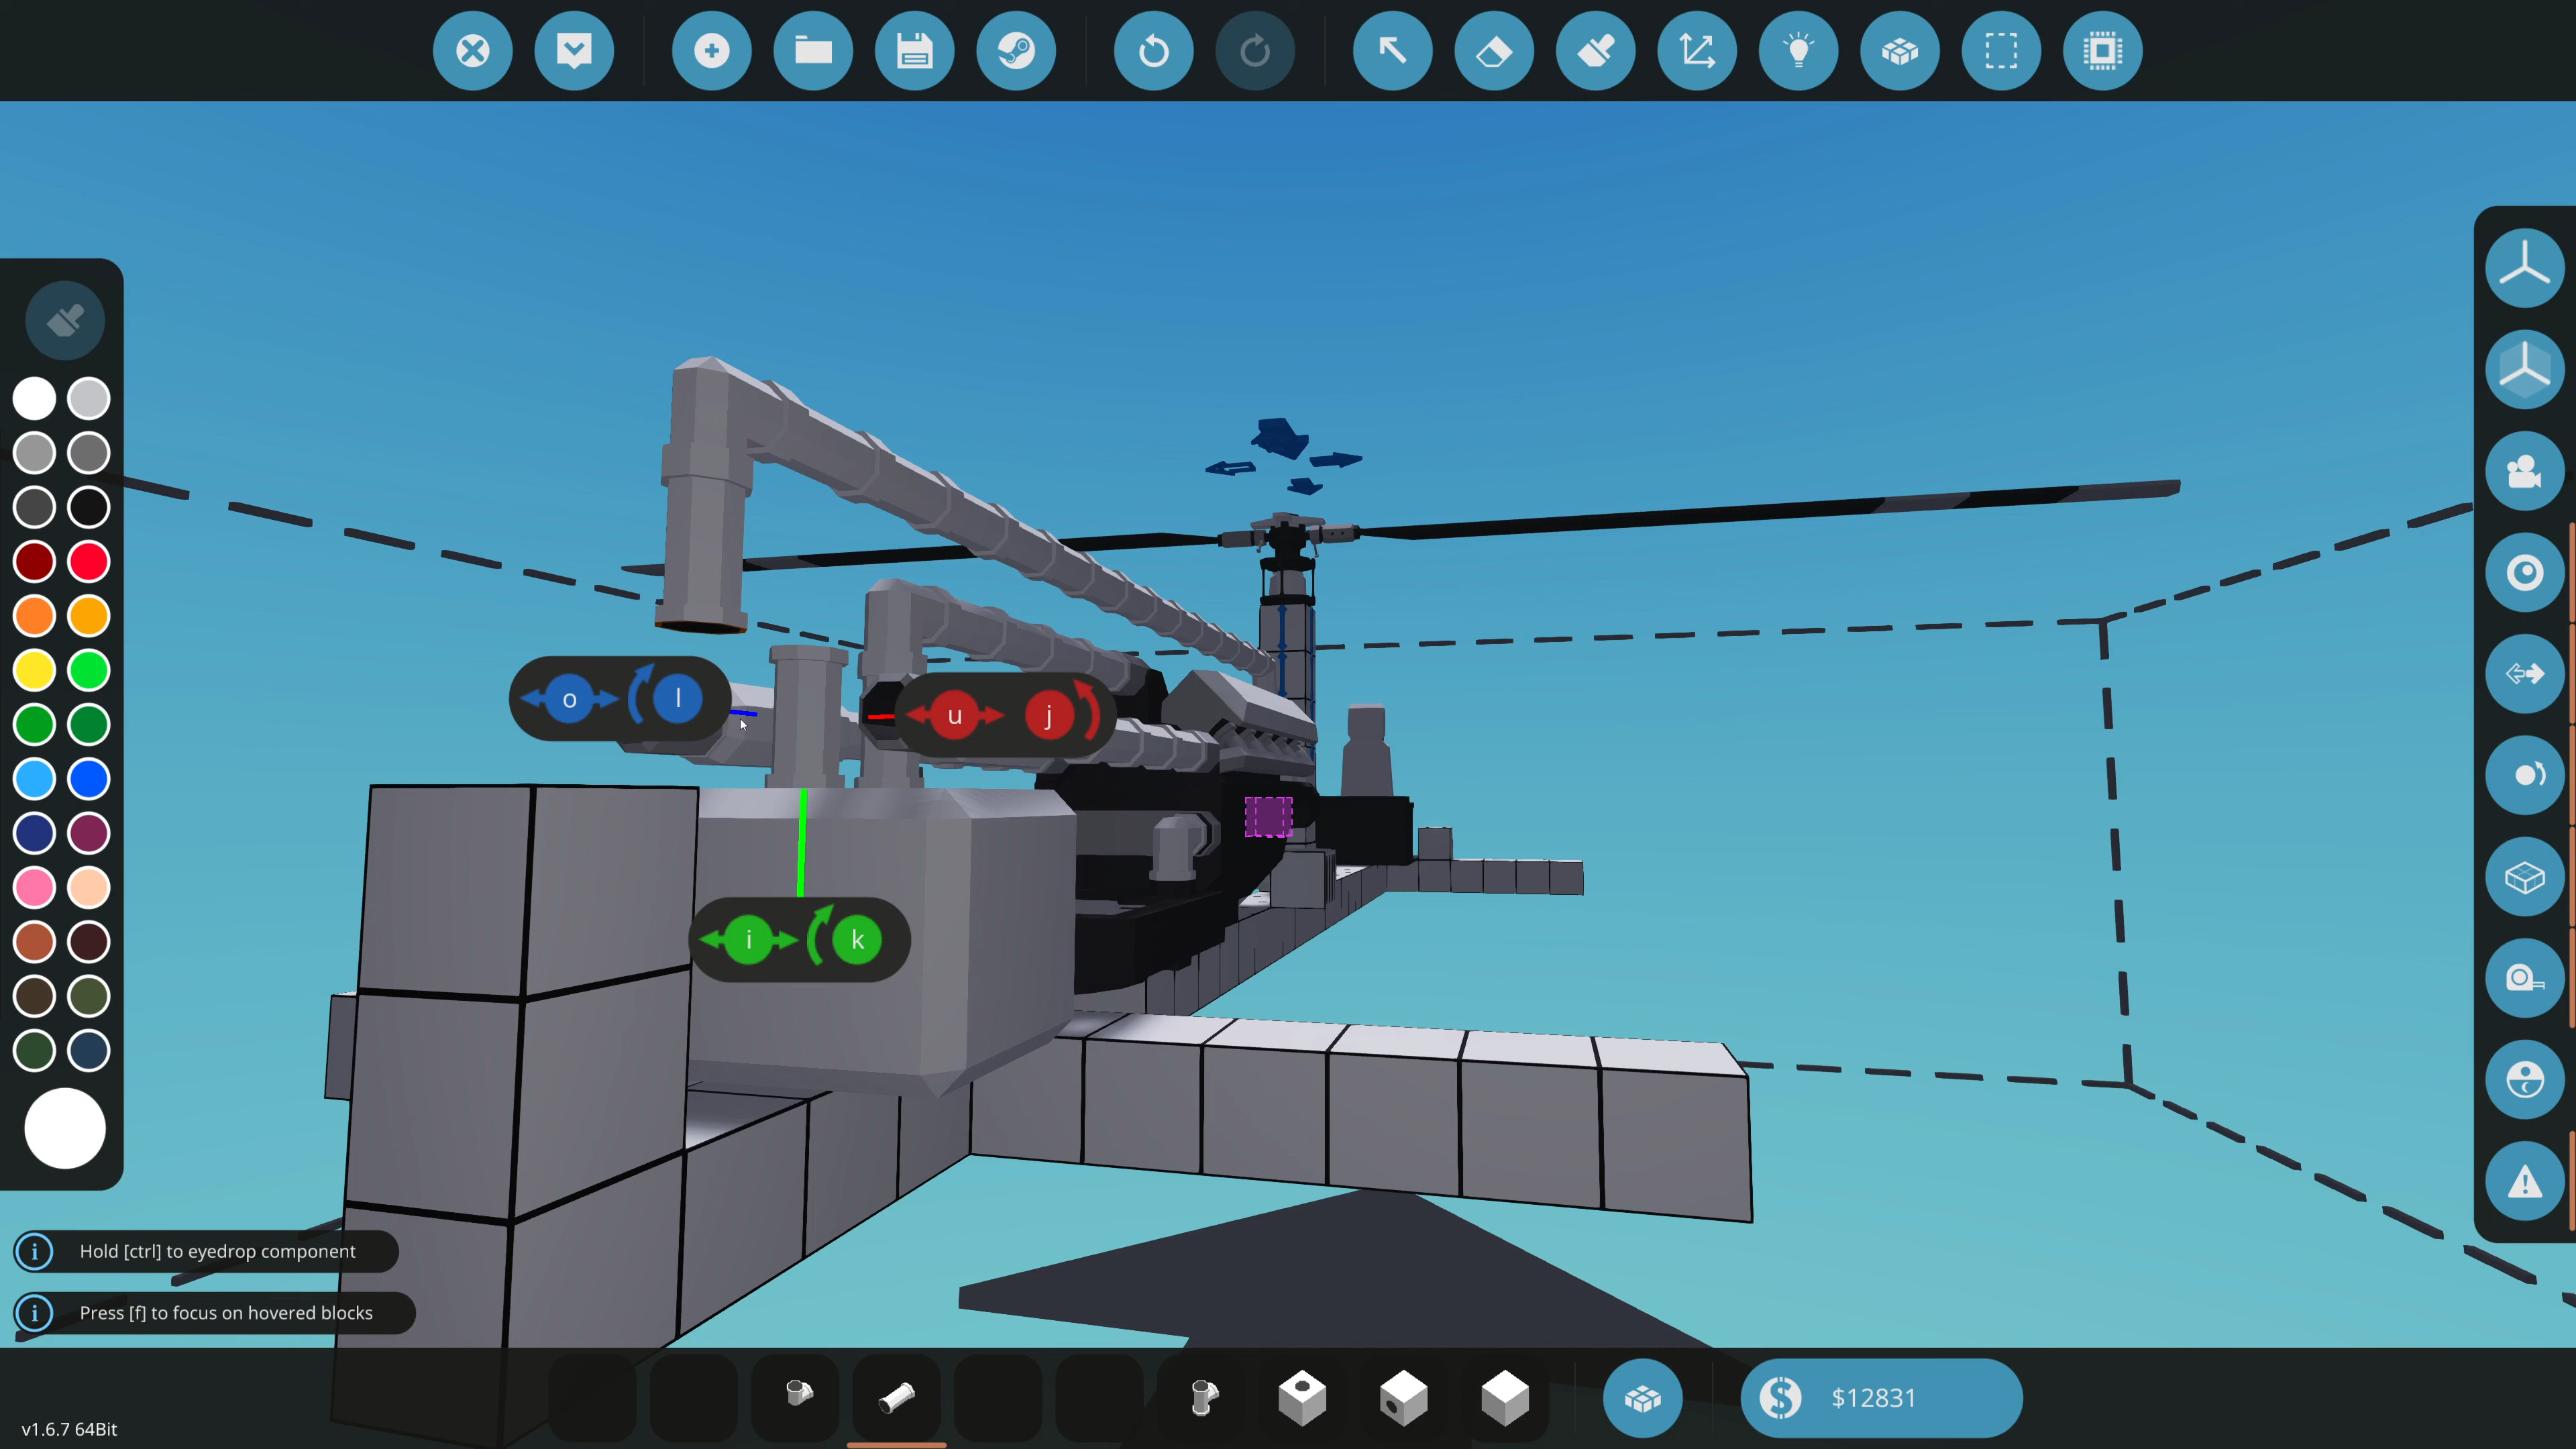 o l
u j
i k
Hold [ctrl] to eyedrop component
Press [f] to focus on hovered blocks
$12831
v1.6.7 64Bit